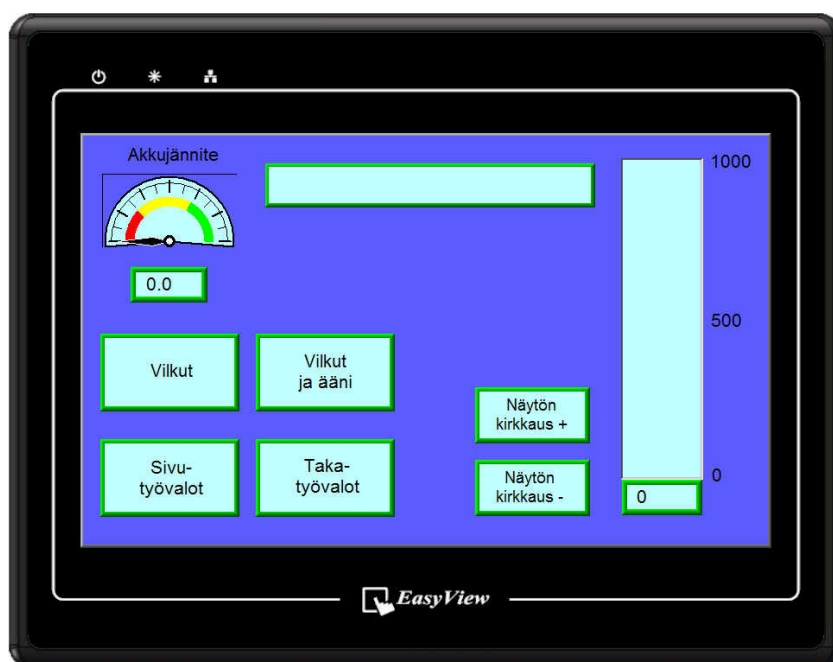 Akkujännite
1000
0.0
500
Vilkut
Vilkut
ja ääni
Näytön
kirkkaus +
Sivu-
työvalot
Taka-
työvalot
Näytön
kirkkaus -
0
0
EasyView